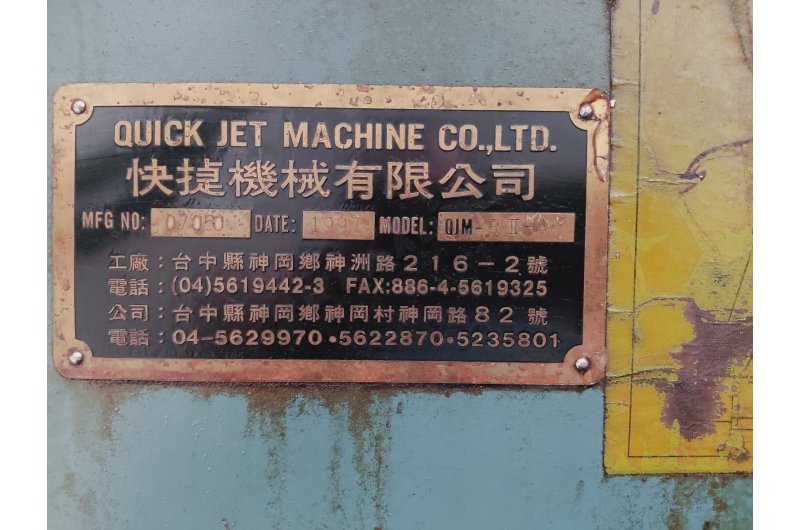 QUICK JET MACHINE CO.,LTD.
快捷機械有限公司
MFG NO: 07050 DATE: 1997 MODEL: QJM-RII-A
工廠：台中縣神岡鄉神洲路２１６－２號
電話：(04)5619442-3 FAX:886-4-5619325
公司：台中縣神岡鄉神岡村神岡路８２號
電話：04-5629970•5622870•5235801